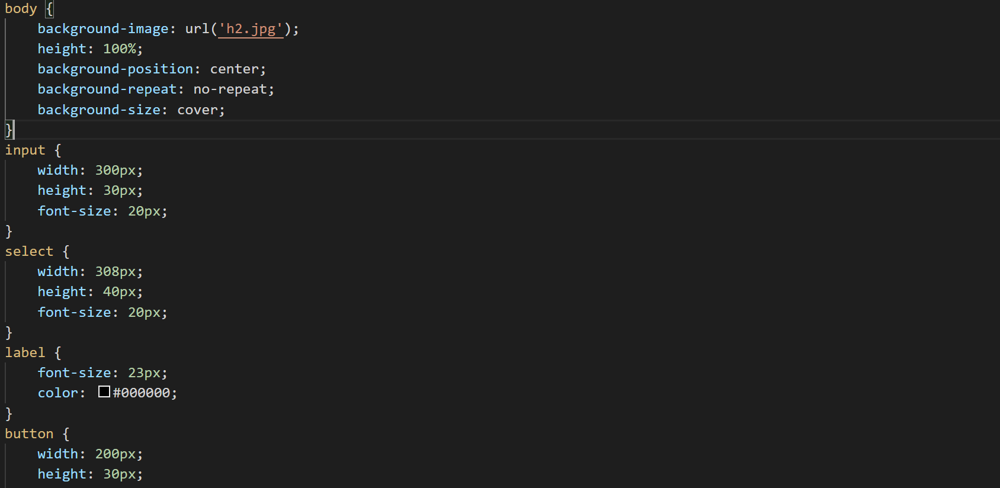 body {
    background-image: url('h2.jpg');
    height: 100%;
    background-position: center;
    background-repeat: no-repeat;
    background-size: cover;
}
input {
    width: 300px;
    height: 30px;
    font-size: 20px;
}
select {
    width: 308px;
    height: 40px;
    font-size: 20px;
}
label {
    font-size: 23px;
    color: #000000;
}
button {
    width: 200px;
    height: 30px;